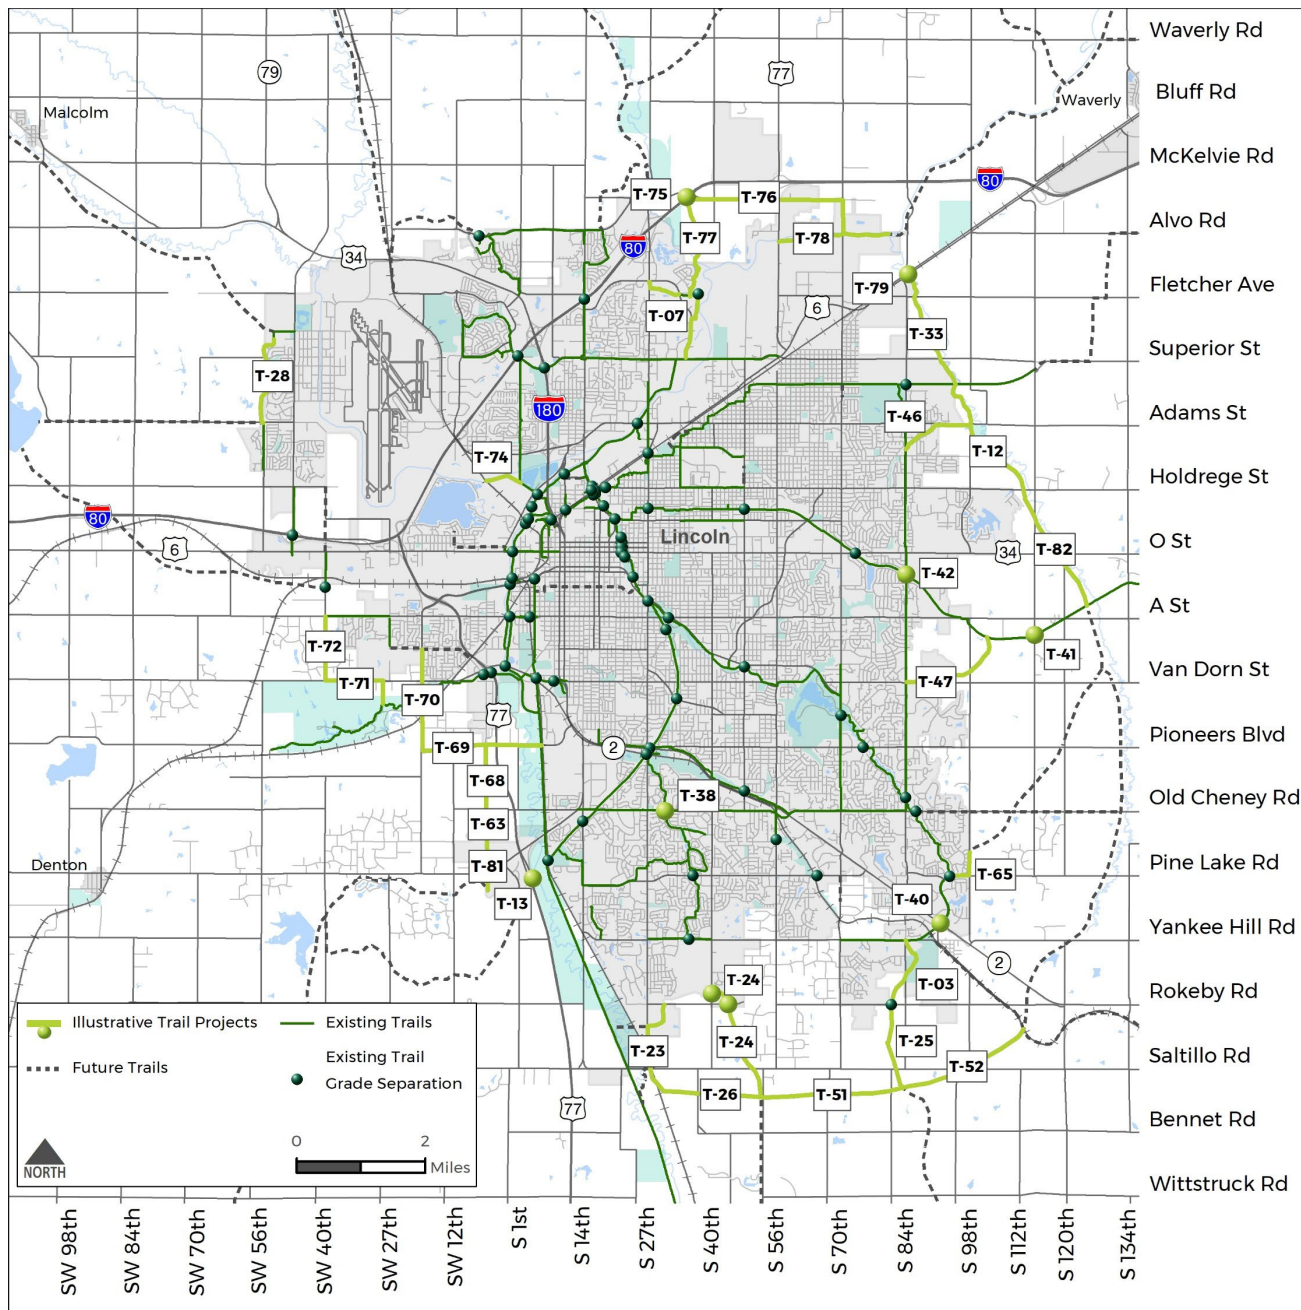 Waverly Rd
79
77
Bluff Rd
Waverly
Malcolm
McKelvie Rd
80
T-75
T-76
Alvo Rd
T-77
T-78
80
34
Fletcher Ave
T-79
T-07
6
T-33
Superior St
T-28
180
Adams St
T-46
T-12
T-74
Holdrege St
80
6
Lincoln
O St
34
T-82
T-42
A St
T-72
T-41
Van Dorn St
T-71
T-47
T-70
77
Pioneers Blvd
T-69
2
T-68
T-38
Old Cheney Rd
T-63
Denton
T-81
Pine Lake Rd
T-65
T-13
T-40
Yankee Hill Rd
2
T-24
T-03
Rokeby Rd
Illustrative Trail Projects
Existing Trails
T-23
T-24
T-25
Saltillo Rd
Future Trails
Existing Trail
Grade Separation
T-52
T-26
T-51
77
Bennet Rd
0
2
Miles
NORTH
Wittstruck Rd
SW 98th
SW 84th
SW 70th
SW 56th
SW 40th
SW 27th
SW 12th
S 1st
S 14th
S 27th
S 40th
S 56th
S 70th
S 84th
S 98th
S 112th
S 120th
S 134th